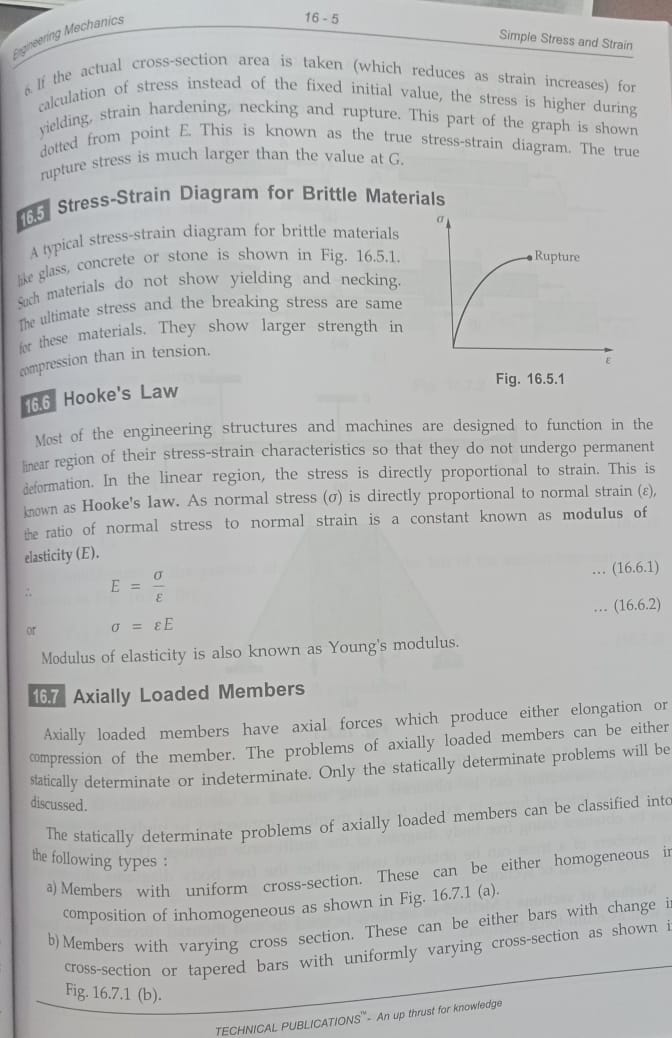 Engineering Mechanics
16 - 5
Simple Stress and Strain
6. If the actual cross-section area is taken (which reduces as strain increases) for
calculation of stress instead of the fixed initial value, the stress is higher during
yielding, strain hardening, necking and rupture. This part of the graph is shown
dotted from point E. This is known as the true stress-strain diagram. The true
rupture stress is much larger than the value at G.
16.5 Stress-Strain Diagram for Brittle Materials
A typical stress-strain diagram for brittle materials
like glass, concrete or stone is shown in Fig. 16.5.1.
Such materials do not show yielding and necking.
The ultimate stress and the breaking stress are same
for these materials. They show larger strength in
compression than in tension.
σ
Rupture
ε
Fig. 16.5.1
16.6 Hooke's Law
Most of the engineering structures and machines are designed to function in the
linear region of their stress-strain characteristics so that they do not undergo permanent
deformation. In the linear region, the stress is directly proportional to strain. This is
known as Hooke's law. As normal stress (σ) is directly proportional to normal strain (ε),
the ratio of normal stress to normal strain is a constant known as modulus of
elasticity (E).
∴ E = σ/ε ... (16.6.1)
or σ = εE ... (16.6.2)
Modulus of elasticity is also known as Young's modulus.
16.7 Axially Loaded Members
Axially loaded members have axial forces which produce either elongation or
compression of the member. The problems of axially loaded members can be either
statically determinate or indeterminate. Only the statically determinate problems will be
discussed.
The statically determinate problems of axially loaded members can be classified into
the following types :
a) Members with uniform cross-section. These can be either homogeneous in
composition of inhomogeneous as shown in Fig. 16.7.1 (a).
b) Members with varying cross section. These can be either bars with change i
cross-section or tapered bars with uniformly varying cross-section as shown i
Fig. 16.7.1 (b).
TECHNICAL PUBLICATIONS™ - An up thrust for knowledge